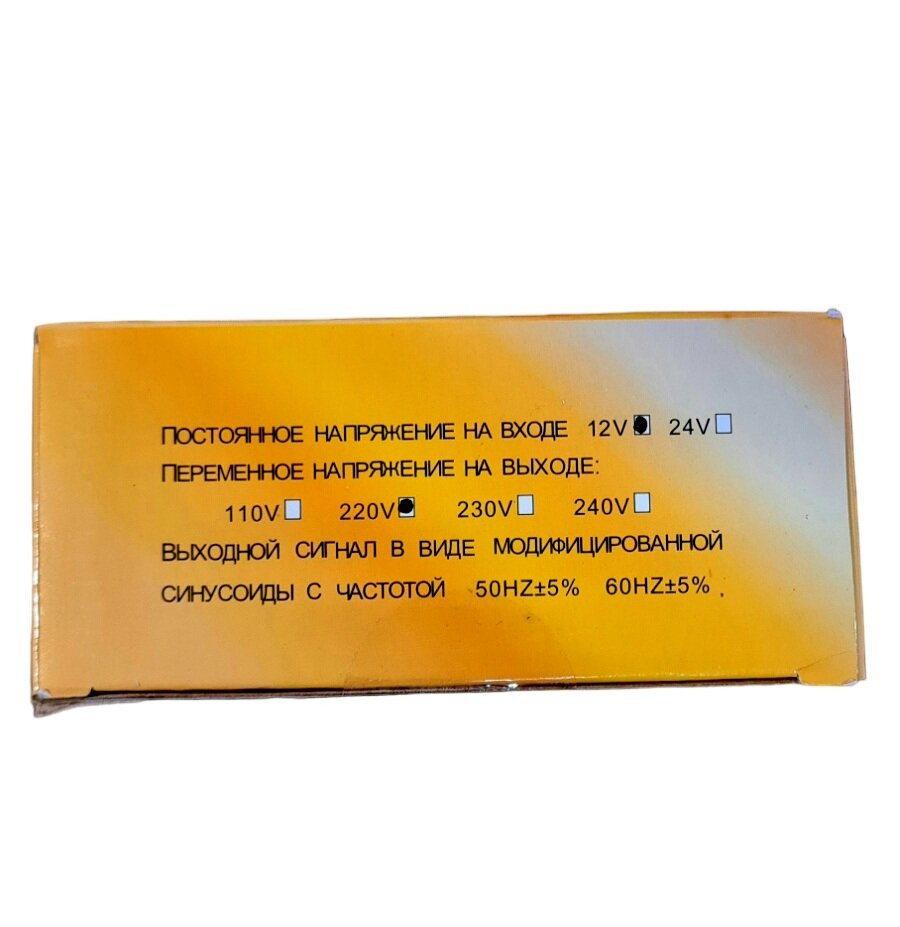 ПОСТОЯННОЕ НАПРЯЖЕНИЕ НА ВХОДЕ 12V 24V
ПЕРЕМЕННОЕ НАПРЯЖЕНИЕ НА ВЫХОДЕ:
110V 220V 230V 240V
ВЫХОДНОЙ СИГНАЛ В ВИДЕ МОДИФИЦИРОВАННОЙ
СИНУСОИДЫ С ЧАСТОТОЙ 50HZ±5% 60HZ±5% .